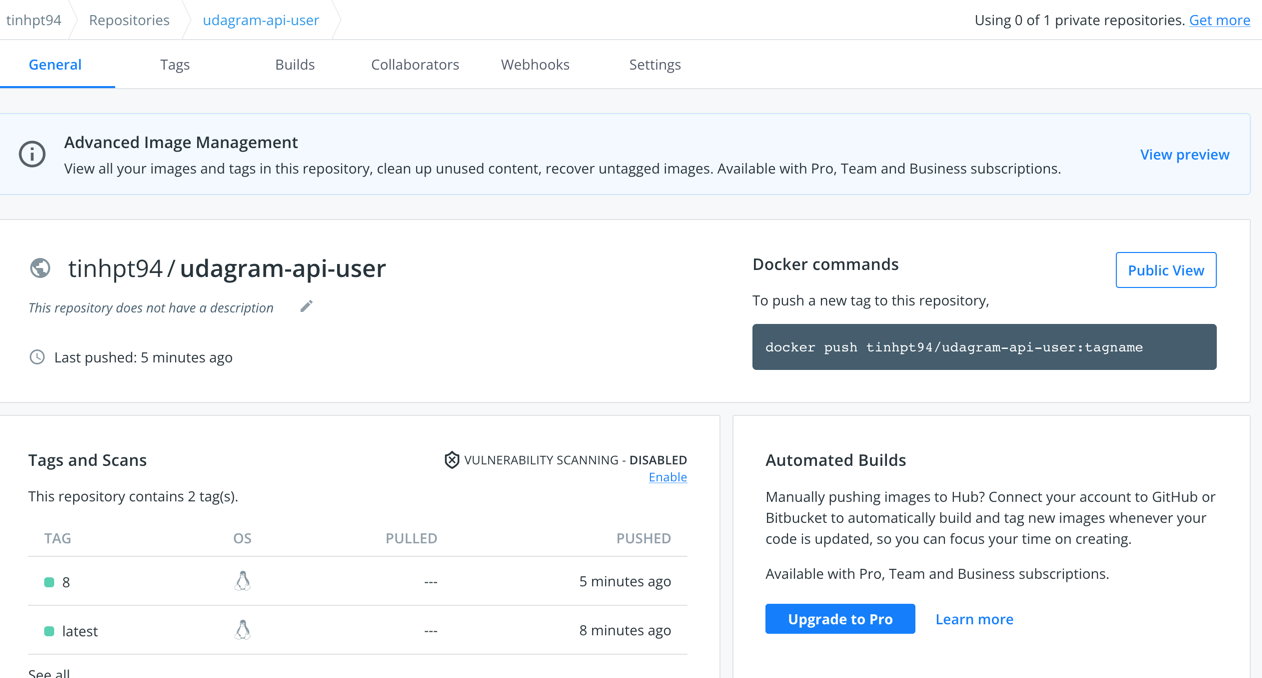 tinhpt94 Repositories udagram-api-user Using 0 of 1 private repositories. Get more
General Tags Builds Collaborators Webhooks Settings
Advanced Image Management
View all your images and tags in this repository, clean up unused content, recover untagged images. Available with Pro, Team and Business subscriptions.
View preview
tinhpt94 / udagram-api-user
This repository does not have a description
Last pushed: 5 minutes ago
Docker commands
Public View
To push a new tag to this repository,
docker push tinhpt94/udagram-api-user:tagname
Tags and Scans
VULNERABILITY SCANNING - DISABLED
Enable
This repository contains 2 tag(s).
TAG OS PULLED PUSHED
8 --- 5 minutes ago
latest --- 8 minutes ago
See all
Automated Builds
Manually pushing images to Hub? Connect your account to GitHub or
Bitbucket to automatically build and tag new images whenever your
code is updated, so you can focus your time on creating.
Available with Pro, Team and Business subscriptions.
Upgrade to Pro Learn more